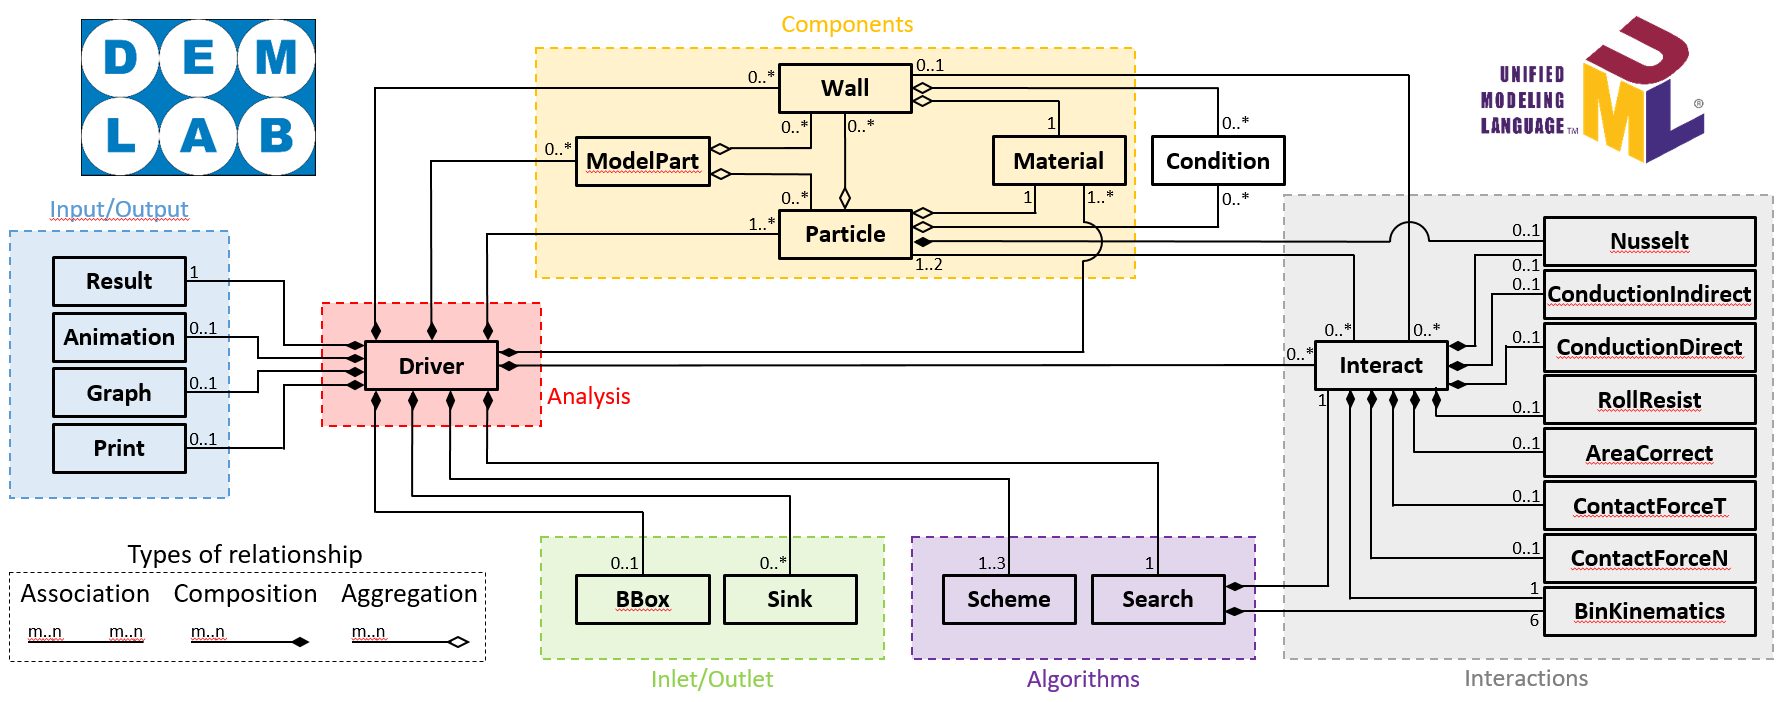 Components
D E M
L A B
UNIFIED
MODELING
LANGUAGE™
UML®
0..*
Wall
0..1
0..*
0..*
1
0..*
0..*
ModelPart
Material
Condition
0..*
1
1..*
0..*
Input/Output
1..*
Particle
1..2
0..1
Nusselt
0..1
Result
1
0..1
ConductionIndirect
Animation
0..1
0..*
0..*
0..1
ConductionDirect
Driver
0..*
Interact
Graph
0..1
Analysis
1
0..1
RollResist
Print
0..1
0..1
AreaCorrect
0..1
ContactForceT
Types of relationship
0..1
ContactForceN
Association
Composition
Aggregation
m..n
m..n
m..n
m..n
0..1
0..*
1..3
1
BBox
Sink
Scheme
Search
1
BinKinematics
6
Inlet/Outlet
Algorithms
Interactions